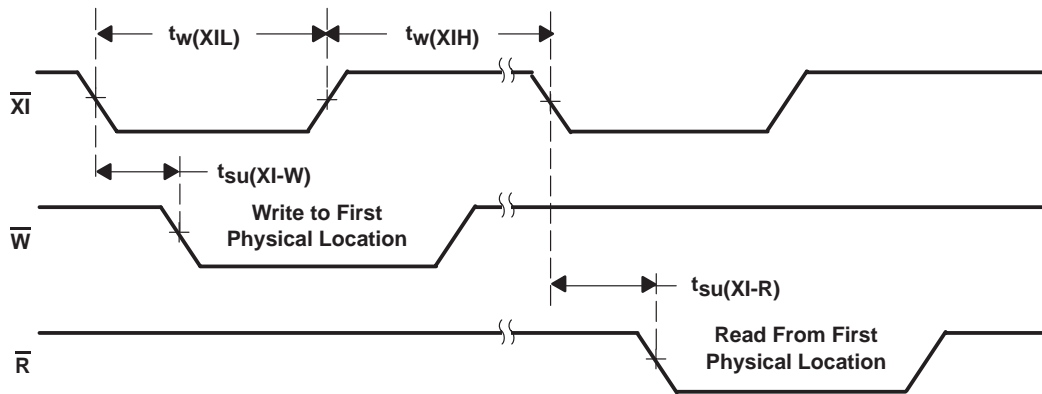 tw(XIL)
tw(XIH)
XI
tsu(XI-W)
W
Write to First
Physical Location
tsu(XI-R)
R
Read From First
Physical Location